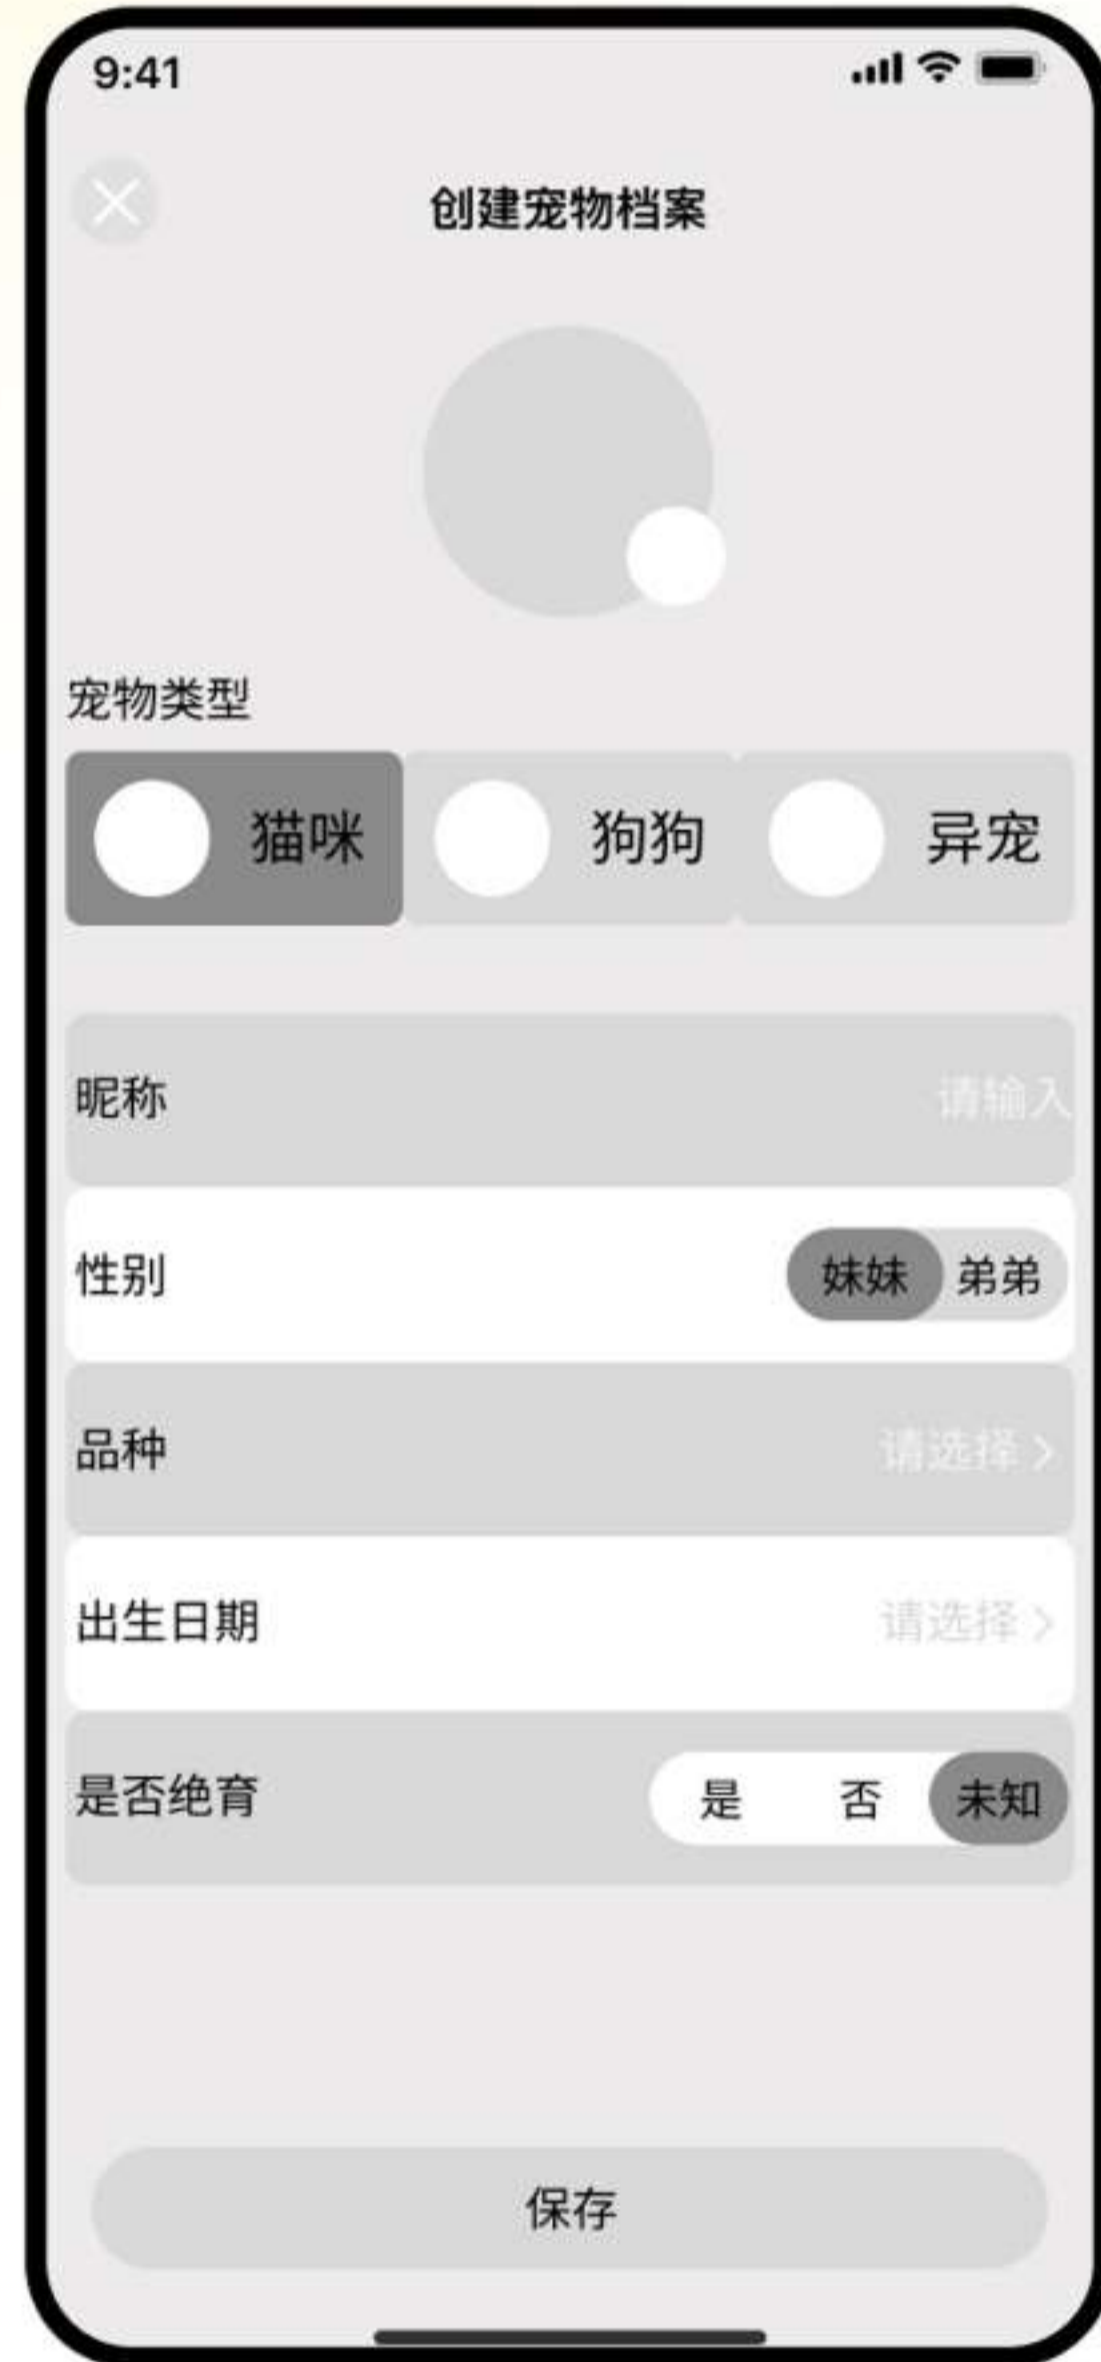 9:41
创建宠物档案
宠物类型
猫咪 狗狗 异宠
昵称 请输入
性别 妹妹 弟弟
品种 请选择
出生日期 请选择
是否绝育 是 否 未知
保存